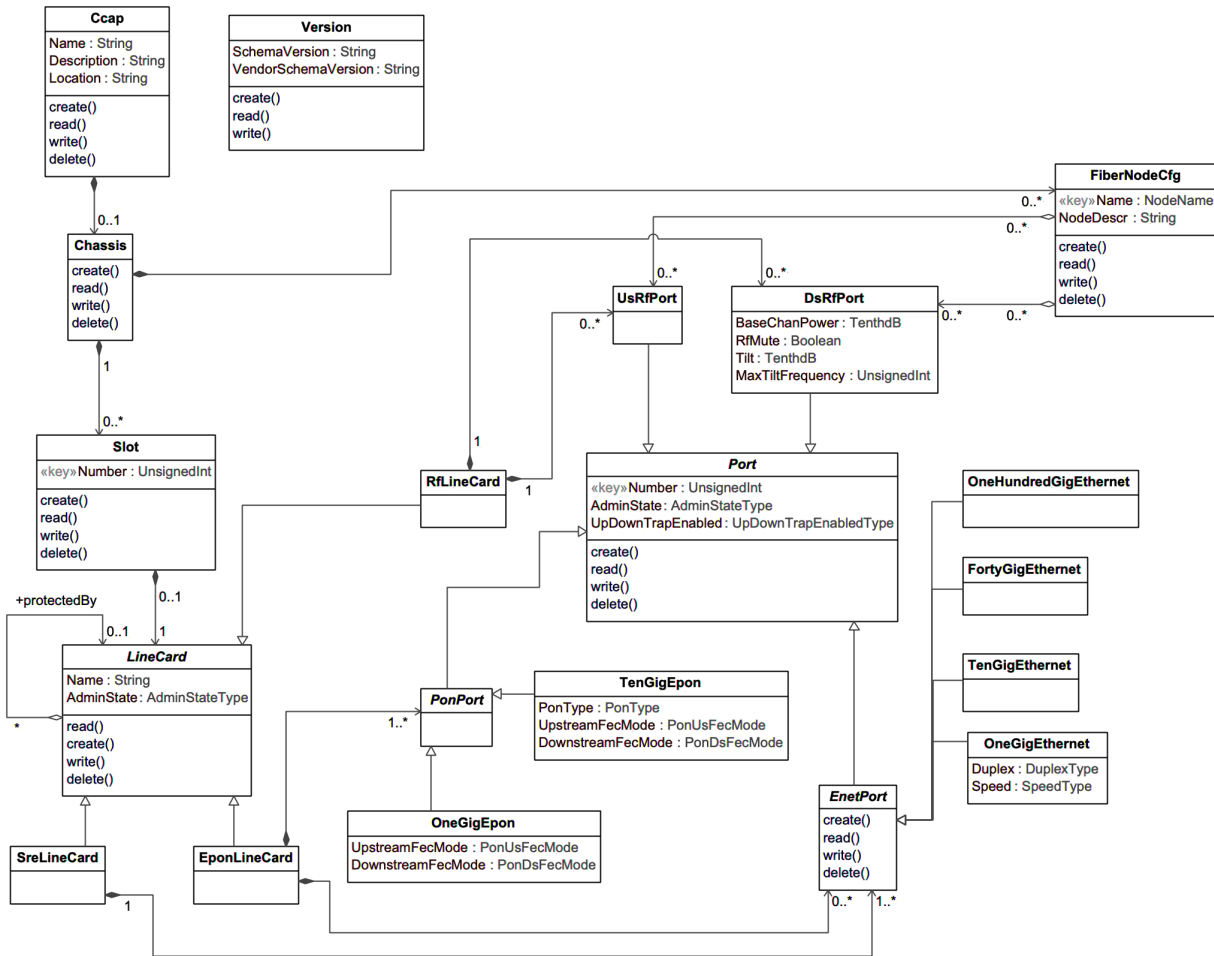 Ccap
Name : String
Description : String
Location : String
create()
read()
write()
delete()
Version
SchemaVersion : String
VendorSchemaVersion : String
create()
read()
write()
0..1
Chassis
create()
read()
write()
delete()
1
0..*
FiberNodeCfg
«key»Name : NodeName
NodeDescr : String
create()
read()
write()
delete()
0..*
0..*
0..*
0..*
0..*
0..*
UsRfPort
0..*
DsRfPort
BaseChanPower : TenthdB
RfMute : Boolean
Tilt : TenthdB
MaxTiltFrequency : UnsignedInt
Slot
«key»Number : UnsignedInt
create()
read()
write()
delete()
0..1
1
1
RfLineCard
1
Port
«key»Number : UnsignedInt
AdminState : AdminStateType
UpDownTrapEnabled : UpDownTrapEnabledType
create()
read()
write()
delete()
OneHundredGigEthernet
FortyGigEthernet
TenGigEthernet
OneGigEthernet
Duplex : DuplexType
Speed : SpeedType
+protectedBy
0..1
*
LineCard
Name : String
AdminState : AdminStateType
read()
create()
write()
delete()
PonPort
1..*
TenGigEpon
PonType : PonType
UpstreamFecMode : PonUsFecMode
DownstreamFecMode : PonDsFecMode
OneGigEpon
UpstreamFecMode : PonUsFecMode
DownstreamFecMode : PonDsFecMode
EnetPort
create()
read()
write()
delete()
0..*
1..*
SreLineCard
1
EponLineCard